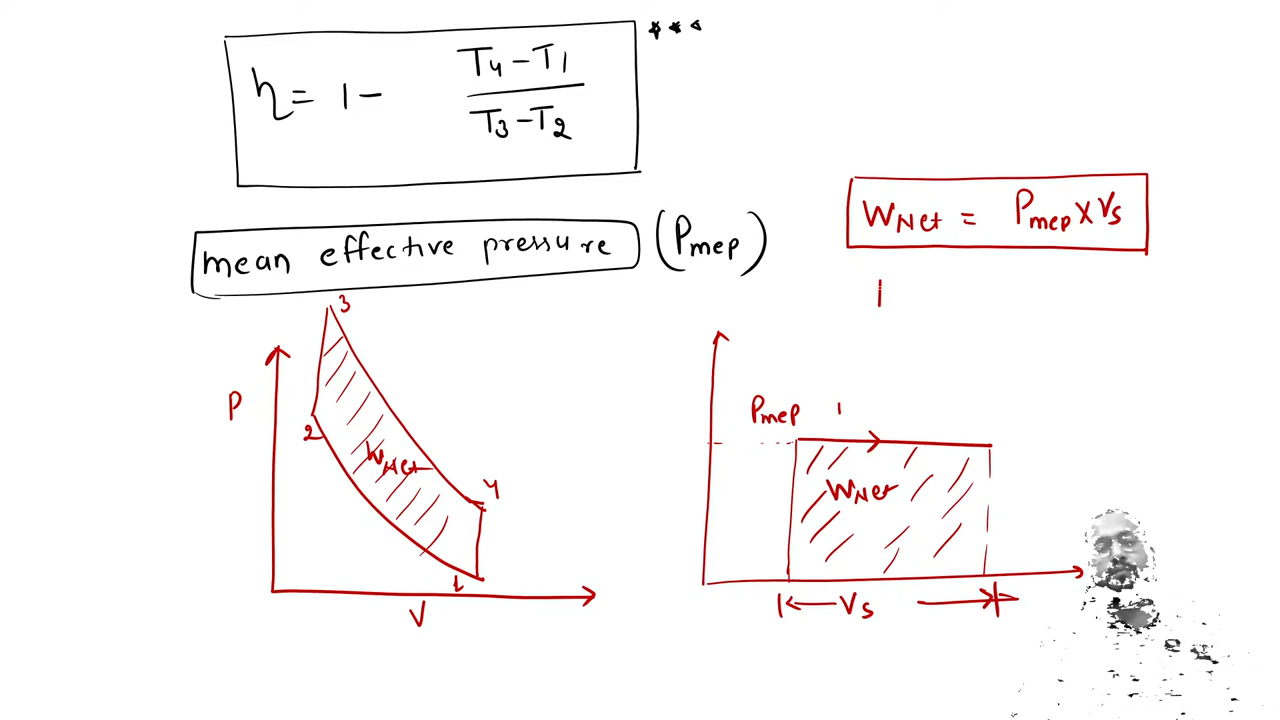 η = 1 - (T4 - T1) / (T3 - T2) ***
mean effective pressure (Pmep)
WNet = Pmep X Vs
3
P
2
WNet
4
1
V
Pmep
WNet
Vs